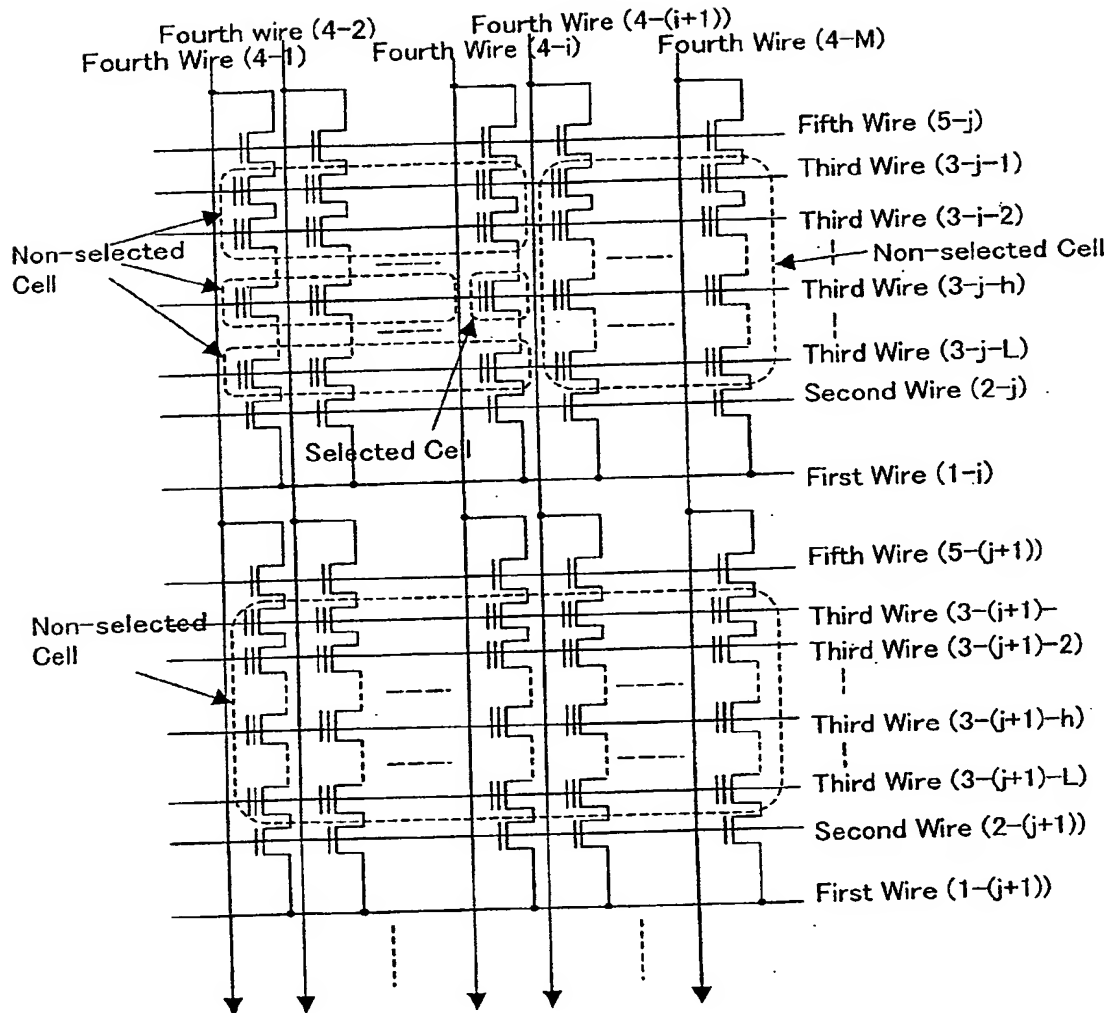 Fourth Wire (4-(i+1))
Fourth wire (4-2)
Fourth Wire (4-1)
Fourth Wire (4-i)
Fourth Wire (4-M)
Fifth Wire (5-j)
Third Wire (3-j-1)
Third Wire (3-j-2)
Non-selected
Cell
Non-selected Cell
Third Wire (3-j-h)
Third Wire (3-j-L)
Second Wire (2-j)
Selected Cell
First Wire (1-j)
Fifth Wire (5-(j+1))
Non-selected
Cell
Third Wire (3-(j+1)-
Third Wire (3-(j+1)-2)
Third Wire (3-(j+1)-h)
Third Wire (3-(j+1)-L)
Second Wire (2-(j+1))
First Wire (1-(j+1))